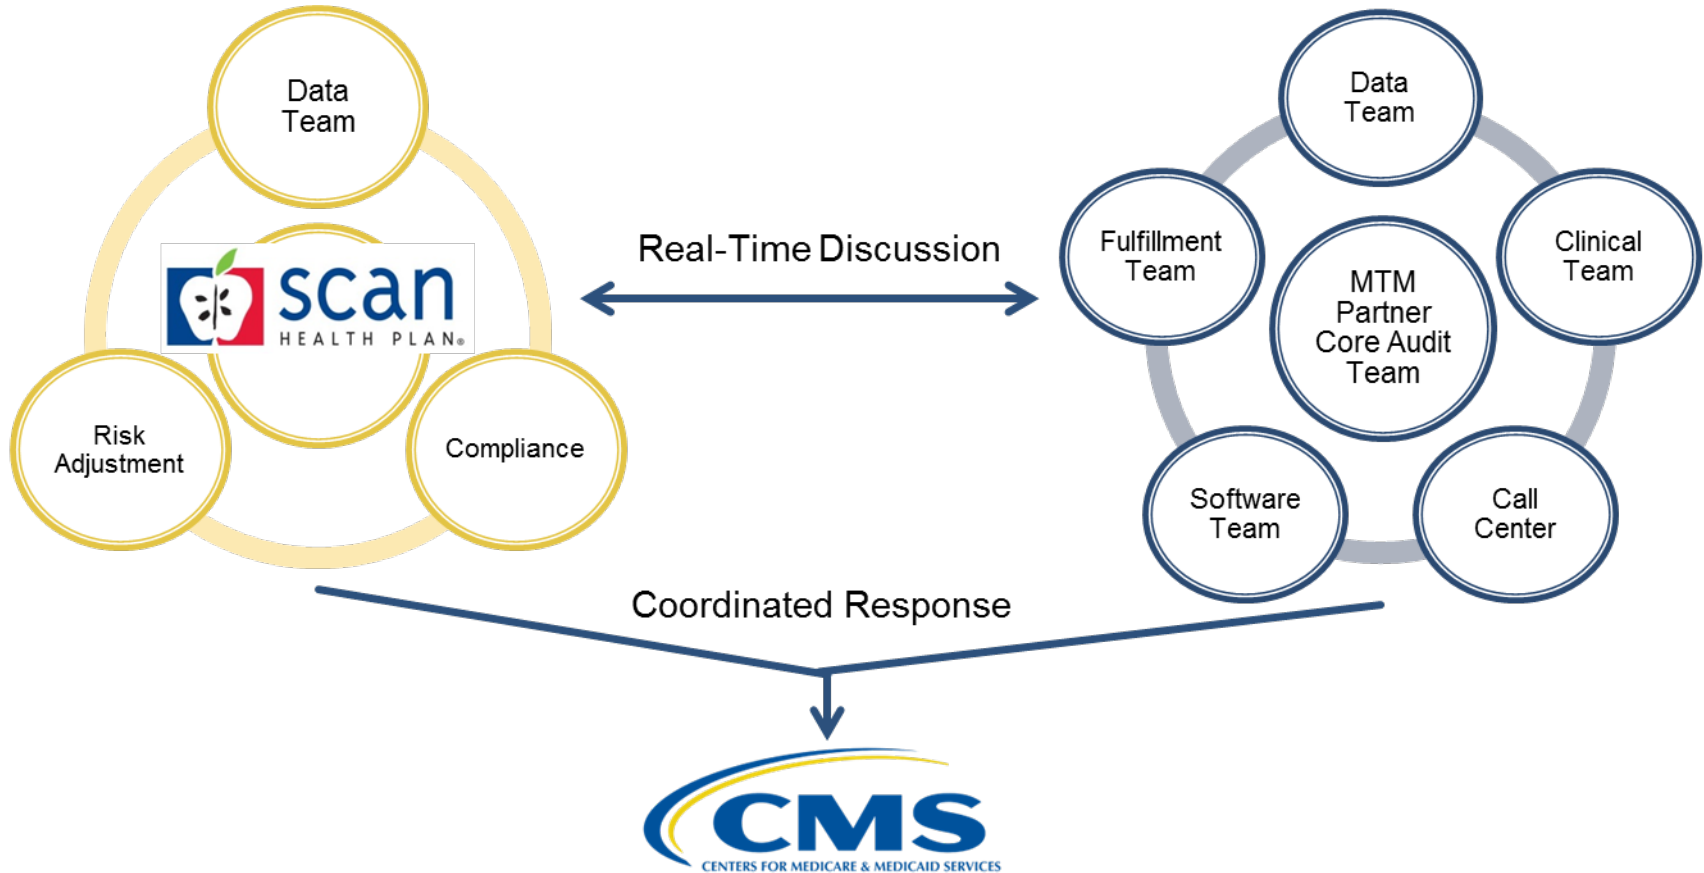 Data
Team
scan
HEALTH PLAN®
Risk
Adjustment
Compliance
Real-Time Discussion
Data
Team
Fulfillment
Team
Clinical
Team
MTM
Partner
Core Audit
Team
Software
Team
Call
Center
Coordinated Response
CMS
CENTERS FOR MEDICARE & MEDICAID SERVICES